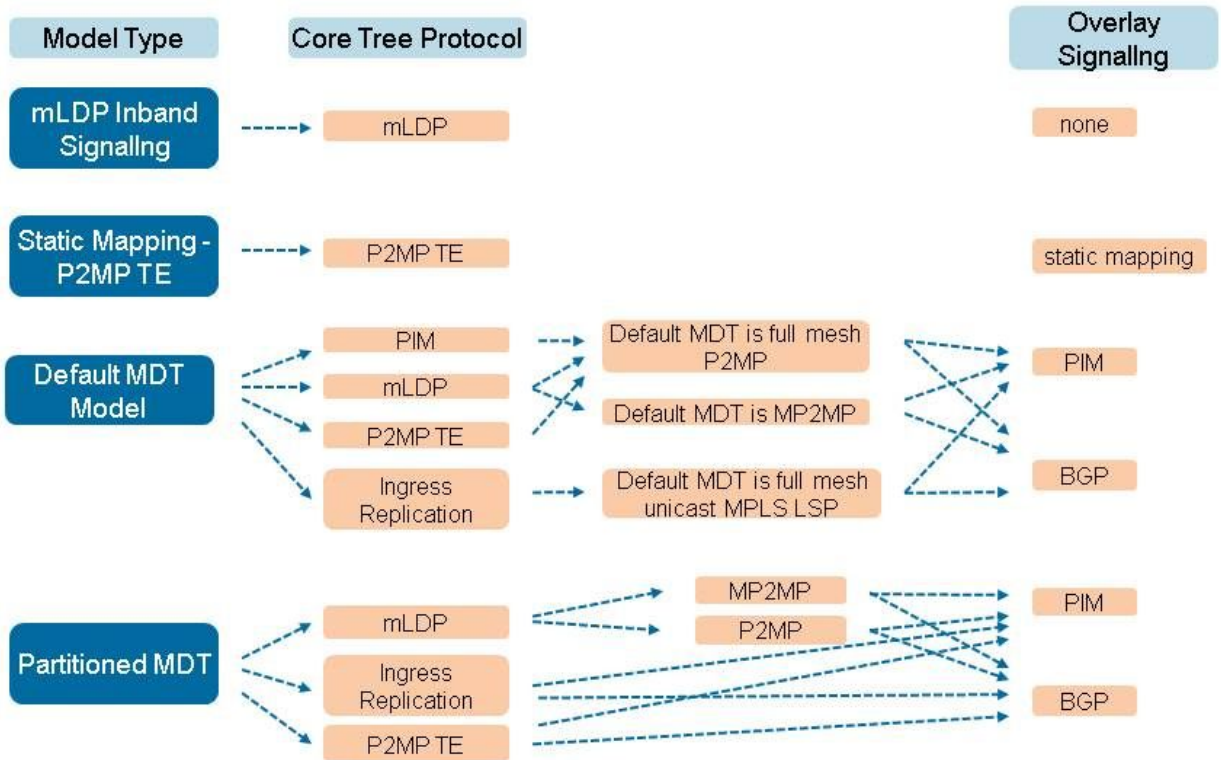 Model Type
Core Tree Protocol
Overlay
Signallng
mLDP Inband
Signallng
mLDP
none
Static Mapping -
P2MP TE
P2MP TE
static mapping
Default MDT
Model
PIM
mLDP
P2MP TE
Ingress
Replication
Default MDT is full mesh
P2MP
Default MDT is MP2MP
Default MDT is full mesh
unicast MPLS LSP
PIM
BGP
Partitioned MDT
mLDP
Ingress
Replication
P2MP TE
MP2MP
P2MP
PIM
BGP